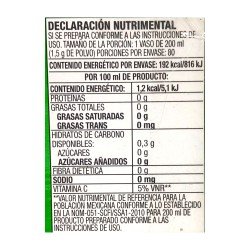 DECLARACIÓN NUTRIMENTAL
SI SE PREPARA CONFORME A LAS INSTRUCCIONES DE
USO. TAMAÑO DE LA PORCIÓN: 1 VASO DE 200 ml
(1,5 g DE POLVO) PORCIONES POR ENVASE: 80
CONTENIDO ENERGÉTICO POR ENVASE: 192 kcal/816 kJ
POR 100 ml DE PRODUCTO:
CONTENIDO ENERGÉTICO: 1,2 kcal/5,1 kJ
PROTEÍNAS 0 g
GRASAS TOTALES 0 g
GRASAS SATURADAS 0 g
GRASAS TRANS 0 mg
HIDRATOS DE CARBONO
DISPONIBLES 0,3 g
AZÚCARES 0 g
AZÚCARES AÑADIDOS 0 g
FIBRA DIETÉTICA 0 g
SODIO 0 mg
VITAMINA C 5% VNR**
**VALOR NUTRIMENTAL DE REFERENCIA PARA LA
POBLACIÓN MEXICANA CONFORME A LO ESTABLECIDO
EN LA NOM-051-SCFI/SSA1-2010 PARA 200 ml DE
PRODUCTO PREPARADO CONFORME A LAS
INSTRUCCIONES DE USO.